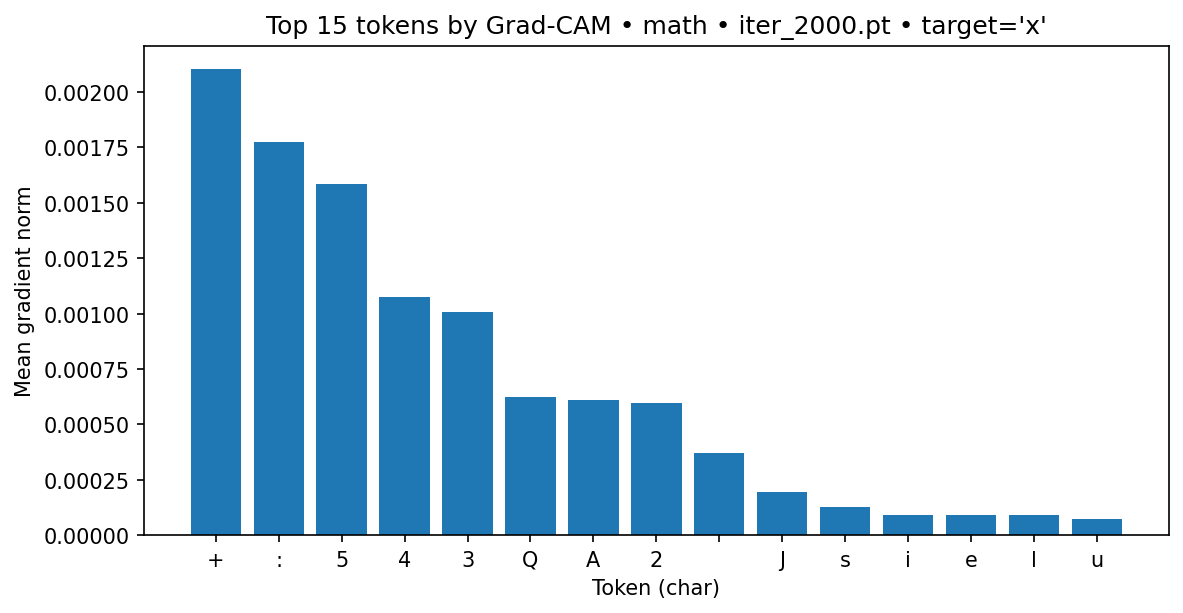 Top 15 tokens by Grad-CAM • math • iter_2000.pt • target='x'
0.00200
0.00175
0.00150
0.00125
0.00100
0.00075
0.00050
0.00025
0.00000
Mean gradient norm
+ : 5 4 3 Q A 2 J s i e l u
Token (char)